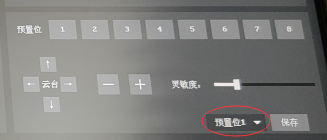 预置位 1 2 3 4 5 6 7 8
↑
← 云台 → − + 灵敏度:
↓
预置位1 保存